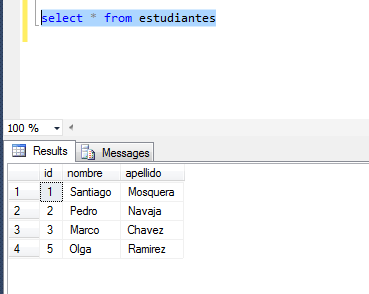 select * from estudiantes
100 %
Results Messages
id nombre apellido
1 1 Santiago Mosquera
2 2 Pedro Navaja
3 3 Marco Chavez
4 5 Olga Ramirez